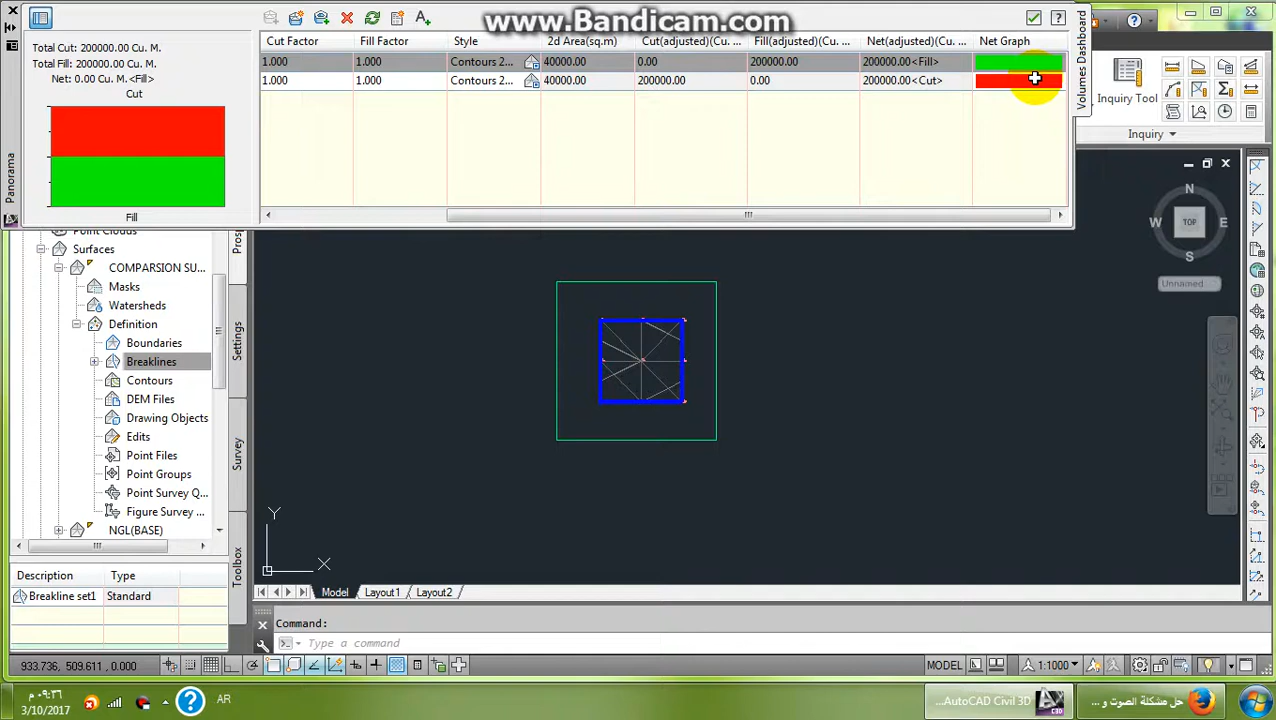 www.Bandicam.com
Total Cut: 200000.00 Cu. M.
Total Fill: 200000.00 Cu. M.
Net: 0.00 Cu. M. <Fill>
Cut
Fill
Panorama
Cut Factor Fill Factor Style 2d Area(sq.m) Cut(adjusted)(Cu. ... Fill(adjusted)(Cu. ... Net(adjusted)(Cu. ... Net Graph
1.000 1.000 Contours 2... 40000.00 0.00 200000.00 200000.00<Fill>
1.000 1.000 Contours 2... 40000.00 200000.00 0.00 200000.00<Cut>
Volumes Dashboard
Inquiry Tool
Inquiry
Point Clouds
Surfaces
COMPARSION SU...
Masks
Watersheds
Definition
Boundaries
Breaklines
Contours
DEM Files
Drawing Objects
Edits
Point Files
Point Groups
Point Survey Q...
Figure Survey ...
NGL(BASE)
Settings
Survey
Toolbox
Description Type
Breakline set1 Standard
N
W TOP E
S
Unnamed
Y
X
Model Layout1 Layout2
Command:
Type a command
933.736, 509.611, 0.000
MODEL
1:1000
٠٩:٣٦ م
3/10/2017
AR
...AutoCAD Civil 3D
حل مشكلة الصوت و ...